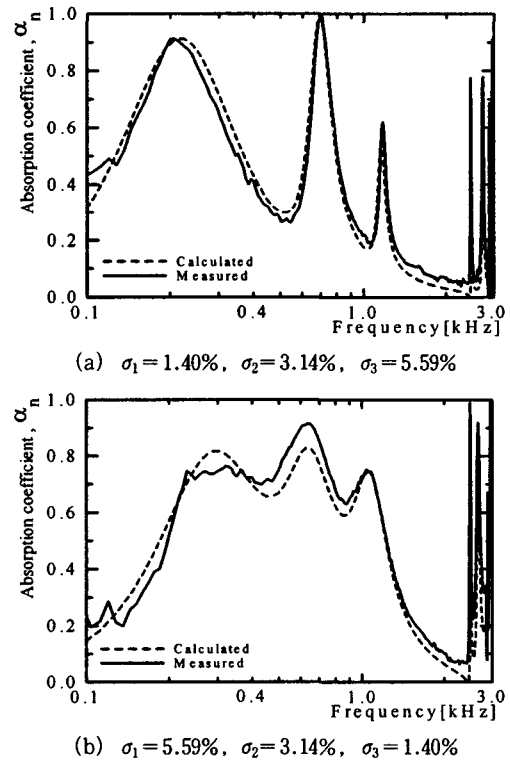 Absorption coefficient, αn
1.0
0.8
0.6
0.4
0.2
0.0
Calculated
Measured
0.1 0.4 1.0 3.0
Frequency[kHz]
(a) σ1=1.40%, σ2=3.14%, σ3=5.59%
Absorption coefficient, αn
1.0
0.8
0.6
0.4
0.2
0.0
Calculated
Measured
0.1 0.4 1.0 3.0
Frequency[kHz]
(b) σ1=5.59%, σ2=3.14%, σ3=1.40%